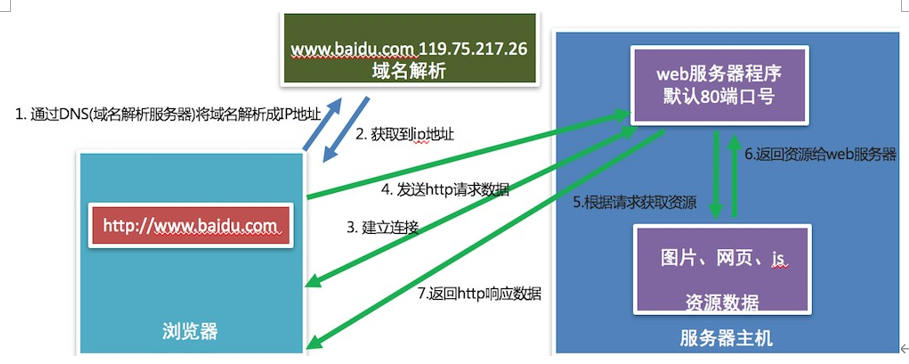 www.baidu.com 119.75.217.26
域名解析
web服务器程序
默认80端口号
1. 通过DNS(域名解析服务器)将域名解析成IP地址
2. 获取到ip地址
6.返回资源给web服务器
4. 发送http请求数据
5.根据请求获取资源
http://www.baidu.com
3. 建立连接
图片、网页、js
7.返回http响应数据
资源数据
浏览器
服务器主机